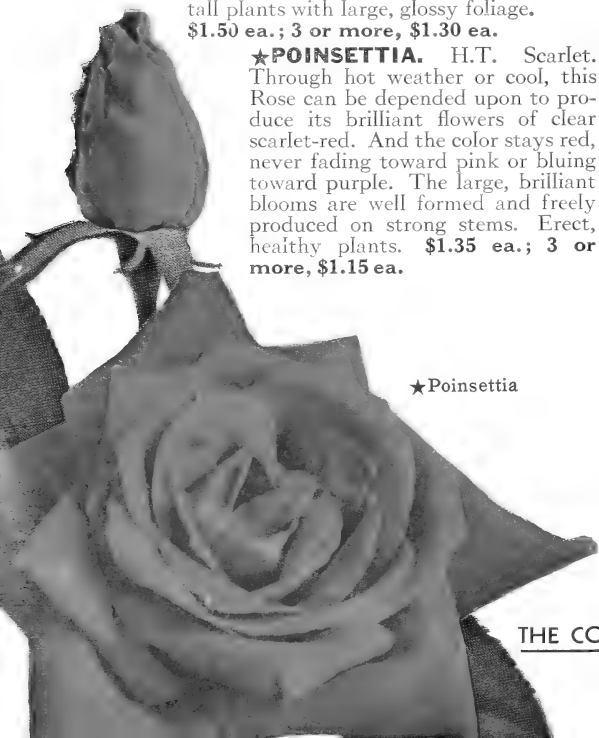 tall plants with large, glossy foliage.
$1.50 ea.; 3 or more, $1.30 ea.
★POINSETTIA. H.T. Scarlet.
Through hot weather or cool, this
Rose can be depended upon to pro-
duce its brilliant flowers of clear
scarlet-red. And the color stays red,
never fading toward pink or bluing
toward purple. The large, brilliant
blooms are well formed and freely
produced on strong stems. Erect,
healthy plants. $1.35 ea.; 3 or
more, $1.15 ea.
★Poinsettia
THE CO